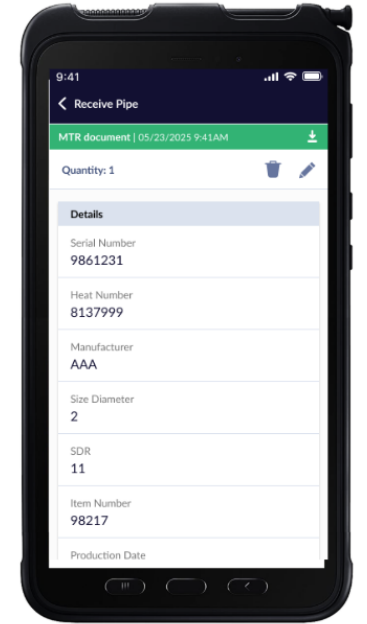 9:41
Receive Pipe
MTR document | 05/23/2025 9:41AM
Quantity: 1
Details
Serial Number
9861231
Heat Number
8137999
Manufacturer
AAA
Size Diameter
2
SDR
11
Item Number
98217
Production Date